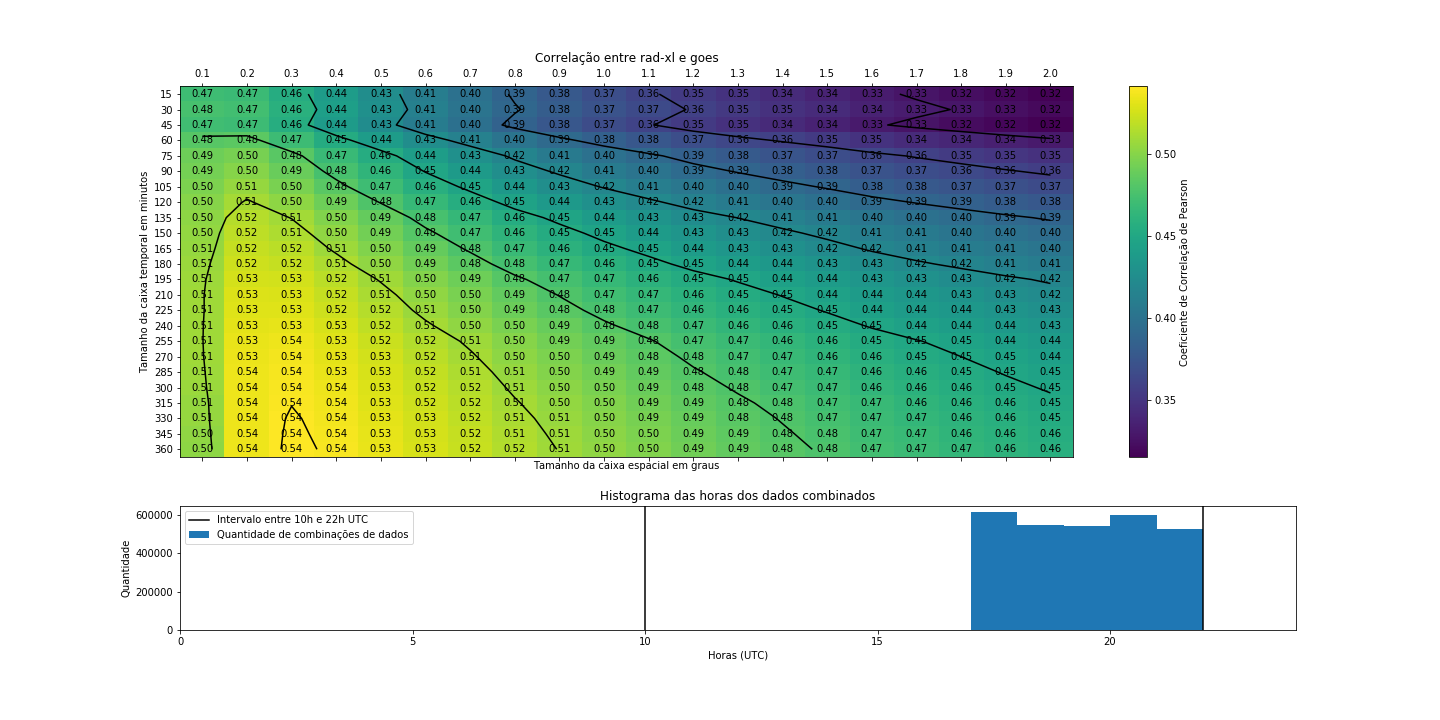 Correlação entre rad-xl e goes
0.1 0.2 0.3 0.4 0.5 0.6 0.7 0.8 0.9 1.0 1.1 1.2 1.3 1.4 1.5 1.6 1.7 1.8 1.9 2.0
Tamanho da caixa temporal em minutos
15 0.47 0.47 0.46 0.44 0.43 0.41 0.40 0.39 0.38 0.37 0.36 0.35 0.35 0.34 0.34 0.33 0.33 0.32 0.32 0.32
30 0.48 0.47 0.46 0.44 0.43 0.41 0.40 0.39 0.38 0.37 0.37 0.36 0.35 0.35 0.34 0.34 0.33 0.33 0.33 0.32
45 0.47 0.47 0.46 0.44 0.43 0.41 0.40 0.39 0.38 0.37 0.36 0.35 0.35 0.34 0.34 0.33 0.33 0.32 0.32 0.32
60 0.48 0.48 0.47 0.45 0.44 0.43 0.41 0.40 0.39 0.38 0.38 0.37 0.36 0.36 0.35 0.35 0.34 0.34 0.34 0.33
75 0.49 0.50 0.48 0.47 0.46 0.44 0.43 0.42 0.41 0.40 0.39 0.39 0.38 0.37 0.37 0.36 0.36 0.35 0.35 0.35
90 0.49 0.50 0.49 0.48 0.46 0.45 0.44 0.43 0.42 0.41 0.40 0.39 0.39 0.38 0.38 0.37 0.37 0.36 0.36 0.36
105 0.50 0.51 0.50 0.48 0.47 0.46 0.45 0.44 0.43 0.42 0.41 0.40 0.40 0.39 0.39 0.38 0.38 0.37 0.37 0.37
120 0.50 0.51 0.50 0.49 0.48 0.47 0.46 0.45 0.44 0.43 0.42 0.42 0.41 0.40 0.40 0.39 0.39 0.39 0.38 0.38
135 0.50 0.52 0.51 0.50 0.49 0.48 0.47 0.46 0.45 0.44 0.43 0.43 0.42 0.41 0.41 0.40 0.40 0.40 0.39 0.39
150 0.50 0.52 0.51 0.50 0.49 0.48 0.47 0.46 0.45 0.45 0.44 0.43 0.43 0.42 0.42 0.41 0.41 0.40 0.40 0.40
165 0.51 0.52 0.52 0.51 0.50 0.49 0.48 0.47 0.46 0.45 0.45 0.44 0.43 0.43 0.42 0.42 0.41 0.41 0.41 0.40
180 0.51 0.52 0.52 0.51 0.50 0.49 0.48 0.48 0.47 0.46 0.45 0.45 0.44 0.44 0.43 0.43 0.42 0.42 0.41 0.41
195 0.51 0.53 0.53 0.52 0.51 0.50 0.49 0.48 0.47 0.47 0.46 0.45 0.45 0.44 0.44 0.43 0.43 0.43 0.42 0.42
210 0.51 0.53 0.53 0.52 0.51 0.50 0.50 0.49 0.48 0.47 0.47 0.46 0.45 0.45 0.44 0.44 0.44 0.43 0.43 0.42
225 0.51 0.53 0.53 0.52 0.52 0.51 0.50 0.49 0.48 0.48 0.47 0.46 0.46 0.45 0.45 0.44 0.44 0.44 0.43 0.43
240 0.51 0.53 0.53 0.53 0.52 0.51 0.50 0.50 0.49 0.48 0.48 0.47 0.46 0.46 0.45 0.45 0.44 0.44 0.44 0.43
255 0.51 0.53 0.54 0.53 0.52 0.52 0.51 0.50 0.49 0.49 0.48 0.47 0.47 0.46 0.46 0.45 0.45 0.45 0.44 0.44
270 0.51 0.53 0.54 0.53 0.52 0.52 0.51 0.50 0.50 0.49 0.48 0.48 0.47 0.47 0.46 0.46 0.45 0.45 0.45 0.44
285 0.51 0.54 0.54 0.53 0.53 0.52 0.51 0.51 0.50 0.49 0.49 0.48 0.48 0.47 0.47 0.46 0.46 0.45 0.45 0.45
300 0.51 0.54 0.54 0.53 0.53 0.52 0.52 0.51 0.50 0.50 0.49 0.48 0.48 0.47 0.47 0.46 0.46 0.46 0.45 0.45
315 0.51 0.54 0.54 0.54 0.53 0.52 0.52 0.51 0.50 0.50 0.49 0.49 0.48 0.48 0.47 0.47 0.46 0.46 0.46 0.45
330 0.51 0.54 0.54 0.54 0.53 0.53 0.52 0.51 0.51 0.50 0.49 0.49 0.48 0.48 0.47 0.47 0.47 0.46 0.46 0.45
345 0.50 0.54 0.54 0.54 0.53 0.53 0.52 0.51 0.51 0.50 0.50 0.49 0.49 0.48 0.48 0.47 0.47 0.46 0.46 0.46
360 0.50 0.54 0.54 0.54 0.53 0.53 0.52 0.52 0.51 0.50 0.50 0.49 0.49 0.48 0.48 0.47 0.47 0.46 0.46 0.46
Tamanho da caixa espacial em graus
0.50
0.45
0.40
0.35
Coeficiente de Correlação de Pearson
Histograma das horas dos dados combinados
Intervalo entre 10h e 22h UTC
Quantidade de combinações de dados
Quantidade
600000
400000
200000
0
0 5 10 15 20
Horas (UTC)